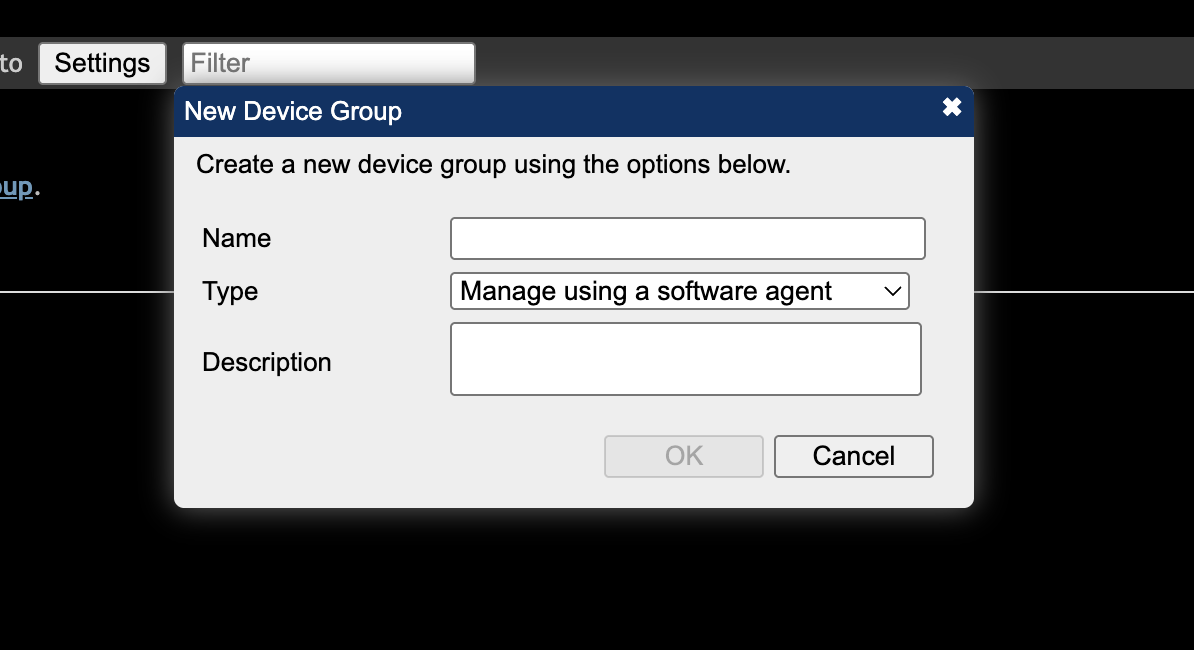 to Settings Filter
New Device Group ✖
Create a new device group using the options below.
oup.
Name
Type Manage using a software agent
Description
OK Cancel